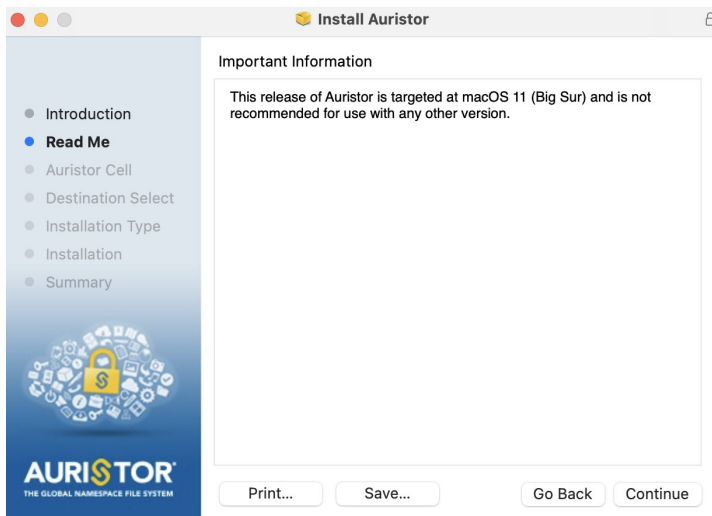 Install Auristor
Introduction
Read Me
Auristor Cell
Destination Select
Installation Type
Installation
Summary
AURISTOR
THE GLOBAL NAMESPACE FILE SYSTEM
Important Information
This release of Auristor is targeted at macOS 11 (Big Sur) and is not
recommended for use with any other version.
Print...
Save...
Go Back
Continue